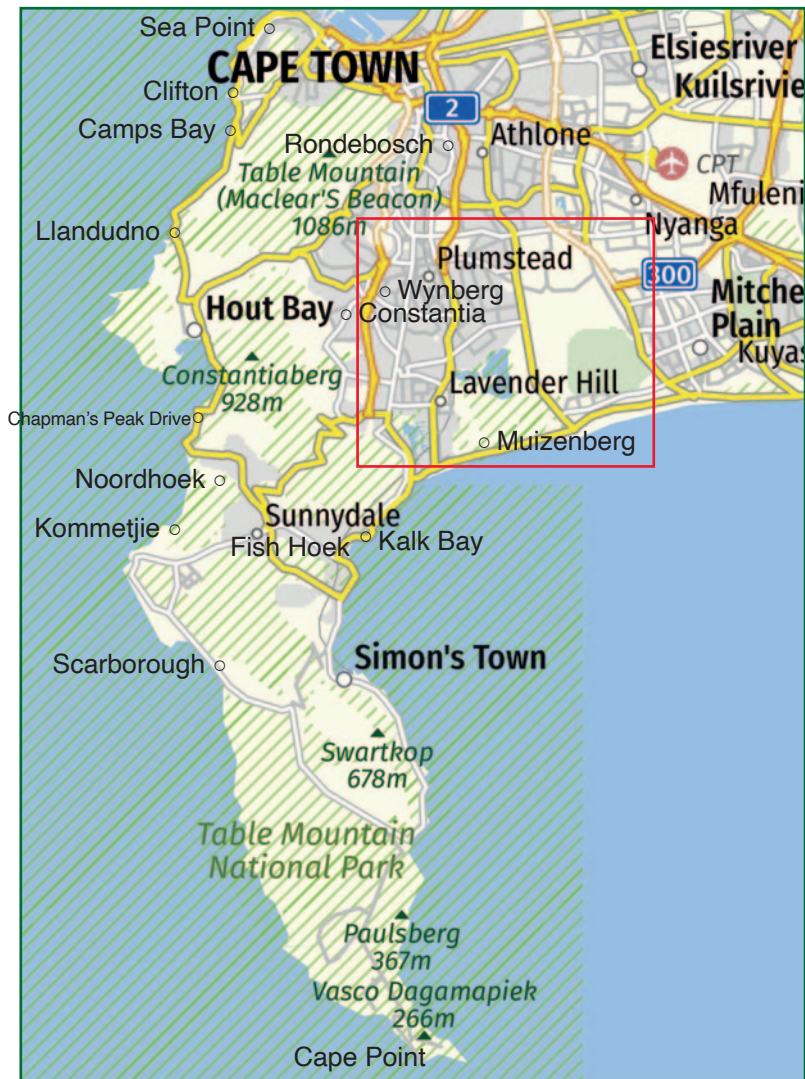 Sea Point
CAPE TOWN
Elsiesriver
Kuilsrivie
Clifton
2
Camps Bay
Rondebosch
Athlone
Table Mountain
(Maclear'S Beacon)
1086m
CPT
Mfuleni
Nyanga
Llandudno
Plumstead
300
Wynberg
Hout Bay
Constantia
Mitche
Plain
Kuyas
Constantiaberg
928m
Lavender Hill
Chapman's Peak Drive
Muizenberg
Noordhoek
Kommetjie
Sunnydale
Fish Hoek
Kalk Bay
Scarborough
Simon's Town
Swartkop
678m
Table Mountain
National Park
Paulsberg
367m
Vasco Dagamapiek
266m
Cape Point